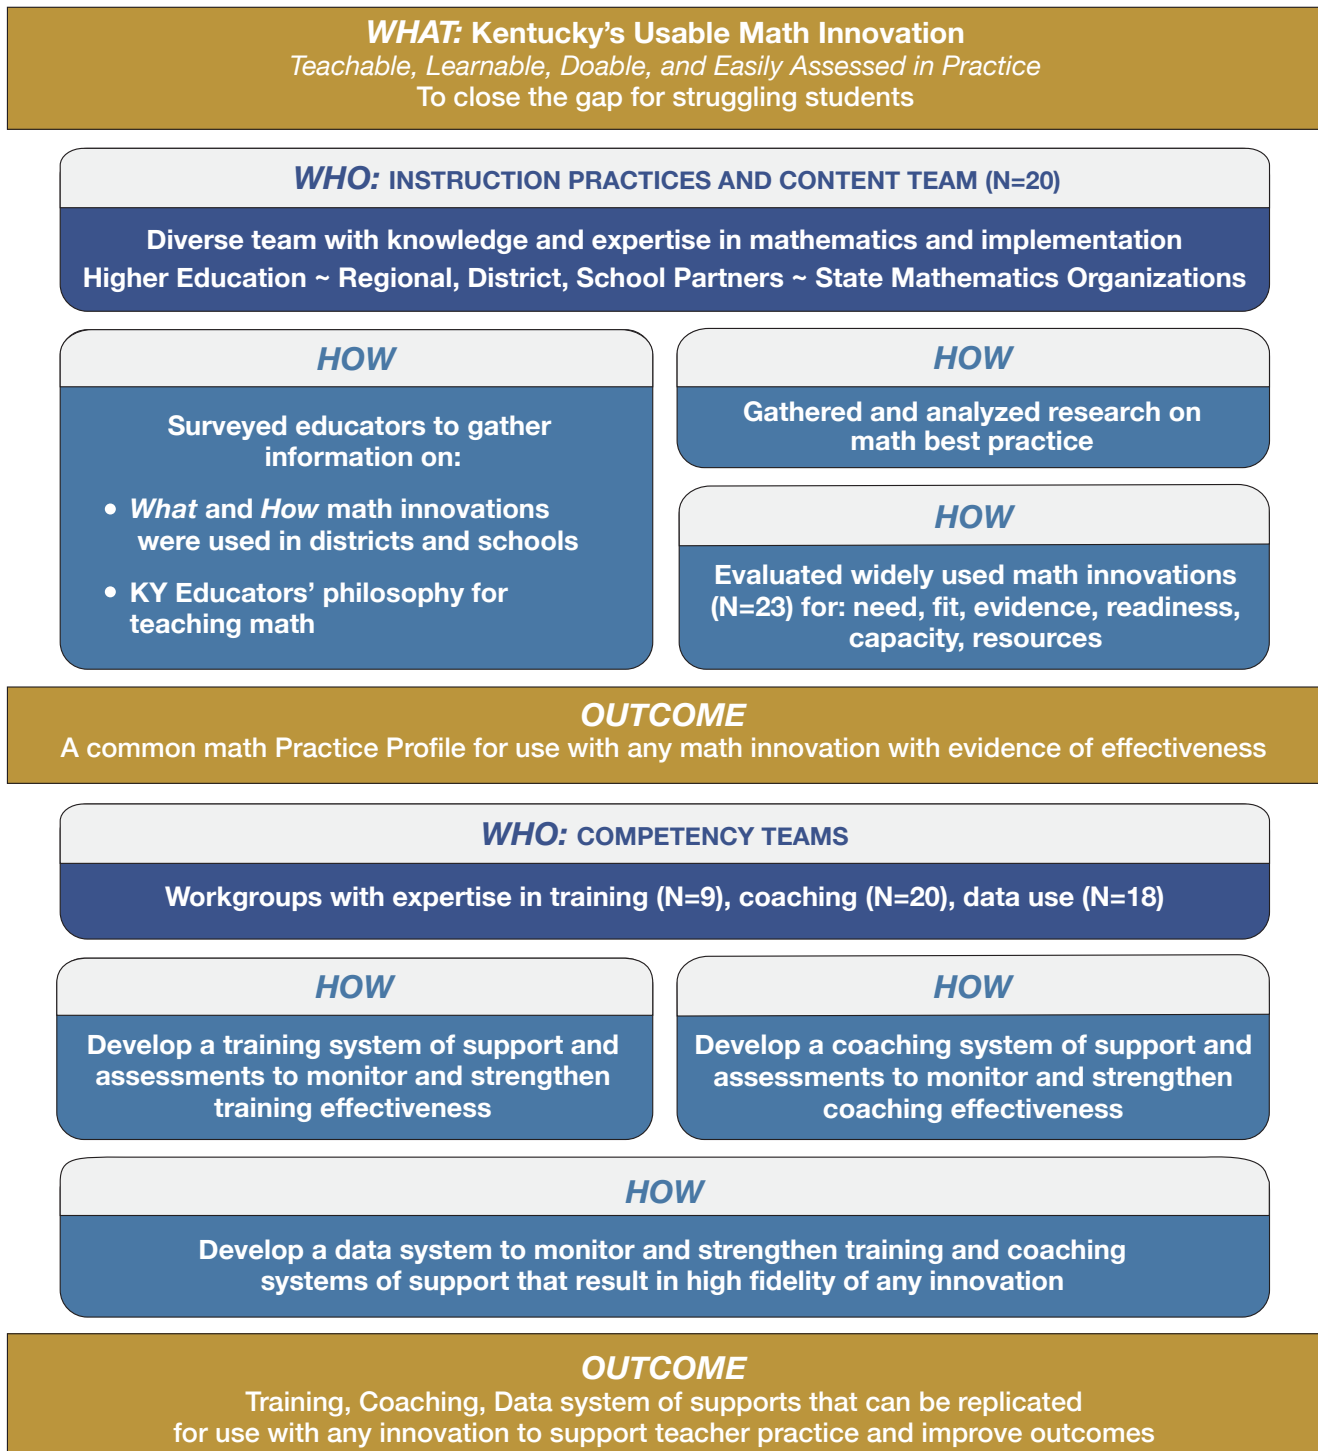 WHAT: Kentucky's Usable Math Innovation
Teachable, Learnable, Doable, and Easily Assessed in Practice
To close the gap for struggling students
WHO: INSTRUCTION PRACTICES AND CONTENT TEAM (N=20)
Diverse team with knowledge and expertise in mathematics and implementation
Higher Education ~ Regional, District, School Partners ~ State Mathematics Organizations
HOW
Surveyed educators to gather
information on:
• What and How math innovations
were used in districts and schools
• KY Educators' philosophy for
teaching math
HOW
Gathered and analyzed research on
math best practice
HOW
Evaluated widely used math innovations
(N=23) for: need, fit, evidence, readiness,
capacity, resources
OUTCOME
A common math Practice Profile for use with any math innovation with evidence of effectiveness
WHO: COMPETENCY TEAMS
Workgroups with expertise in training (N=9), coaching (N=20), data use (N=18)
HOW
Develop a training system of support and
assessments to monitor and strengthen
training effectiveness
HOW
Develop a coaching system of support and
assessments to monitor and strengthen
coaching effectiveness
HOW
Develop a data system to monitor and strengthen training and coaching
systems of support that result in high fidelity of any innovation
OUTCOME
Training, Coaching, Data system of supports that can be replicated
for use with any innovation to support teacher practice and improve outcomes